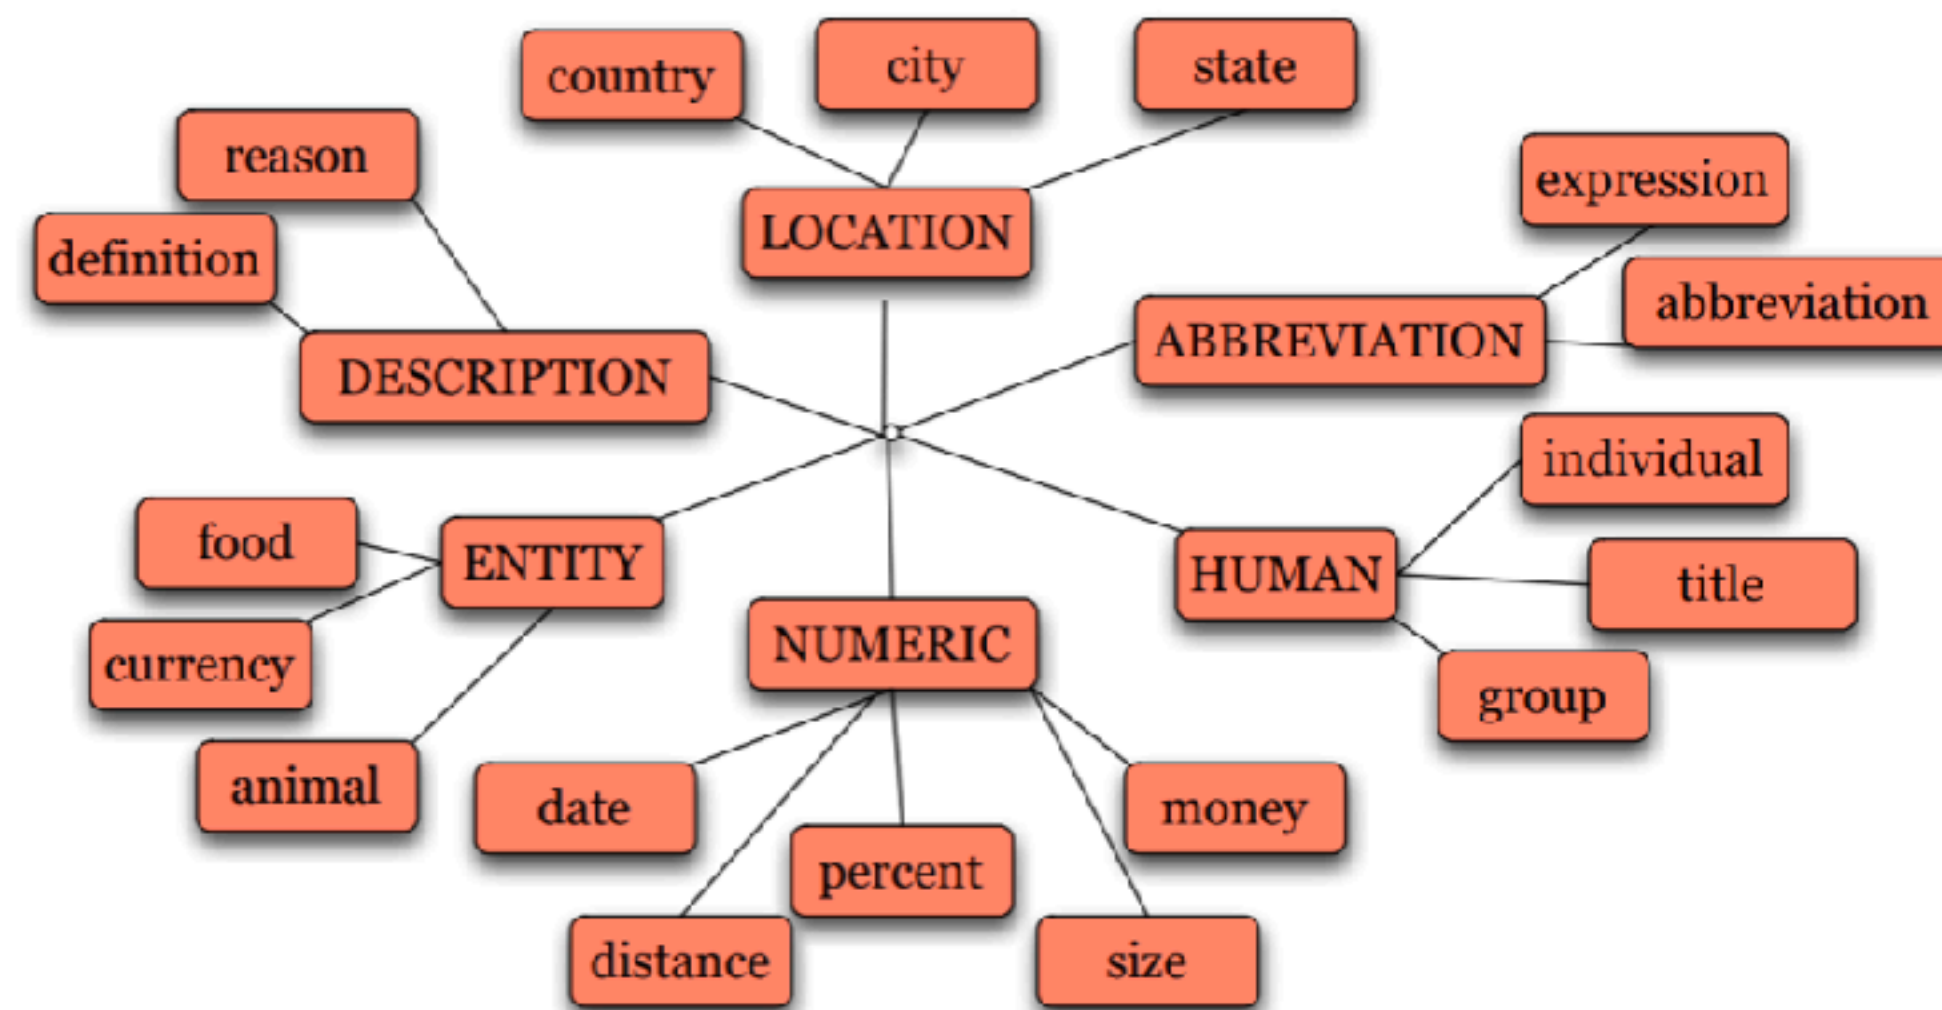 country
city
state
reason
expression
LOCATION
definition
abbreviation
ABBREVIATION
DESCRIPTION
individual
food
ENTITY
HUMAN
title
NUMERIC
currency
group
animal
date
money
percent
distance
size